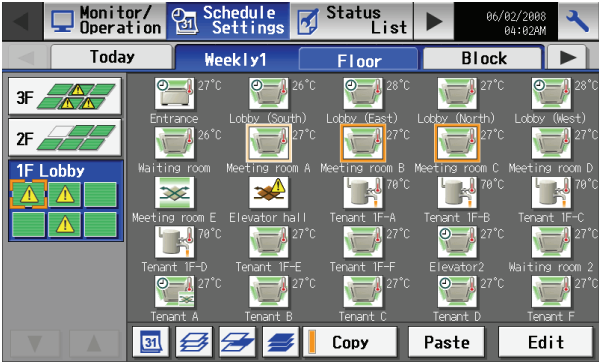 Monitor/
Operation
31
Schedule
Settings
Status
List
06/02/2008
04:02AM
Today
Weekly1
Floor
Block
3F
2F
1F Lobby
27°C 26°C 28°C 27°C 28°C
Entrance Lobby (South) Lobby (East) Lobby (North) Lobby (West)
26°C 27°C 27°C 27°C 27°C
Waiting room Meeting room A Meeting room B Meeting room C Meeting room D
70°C 70°C 70°C
Meeting room E Elevator hall Tenant 1F-A Tenant 1F-B Tenant 1F-C
70°C 27°C 27°C 27°C 27°C
Tenant 1F-D Tenant 1F-E Tenant 1F-F Elevator2 Waiting room 2
27°C 27°C 27°C 27°C 27°C
Tenant A Tenant B Tenant C Tenant D Tenant F
31
Copy
Paste
Edit